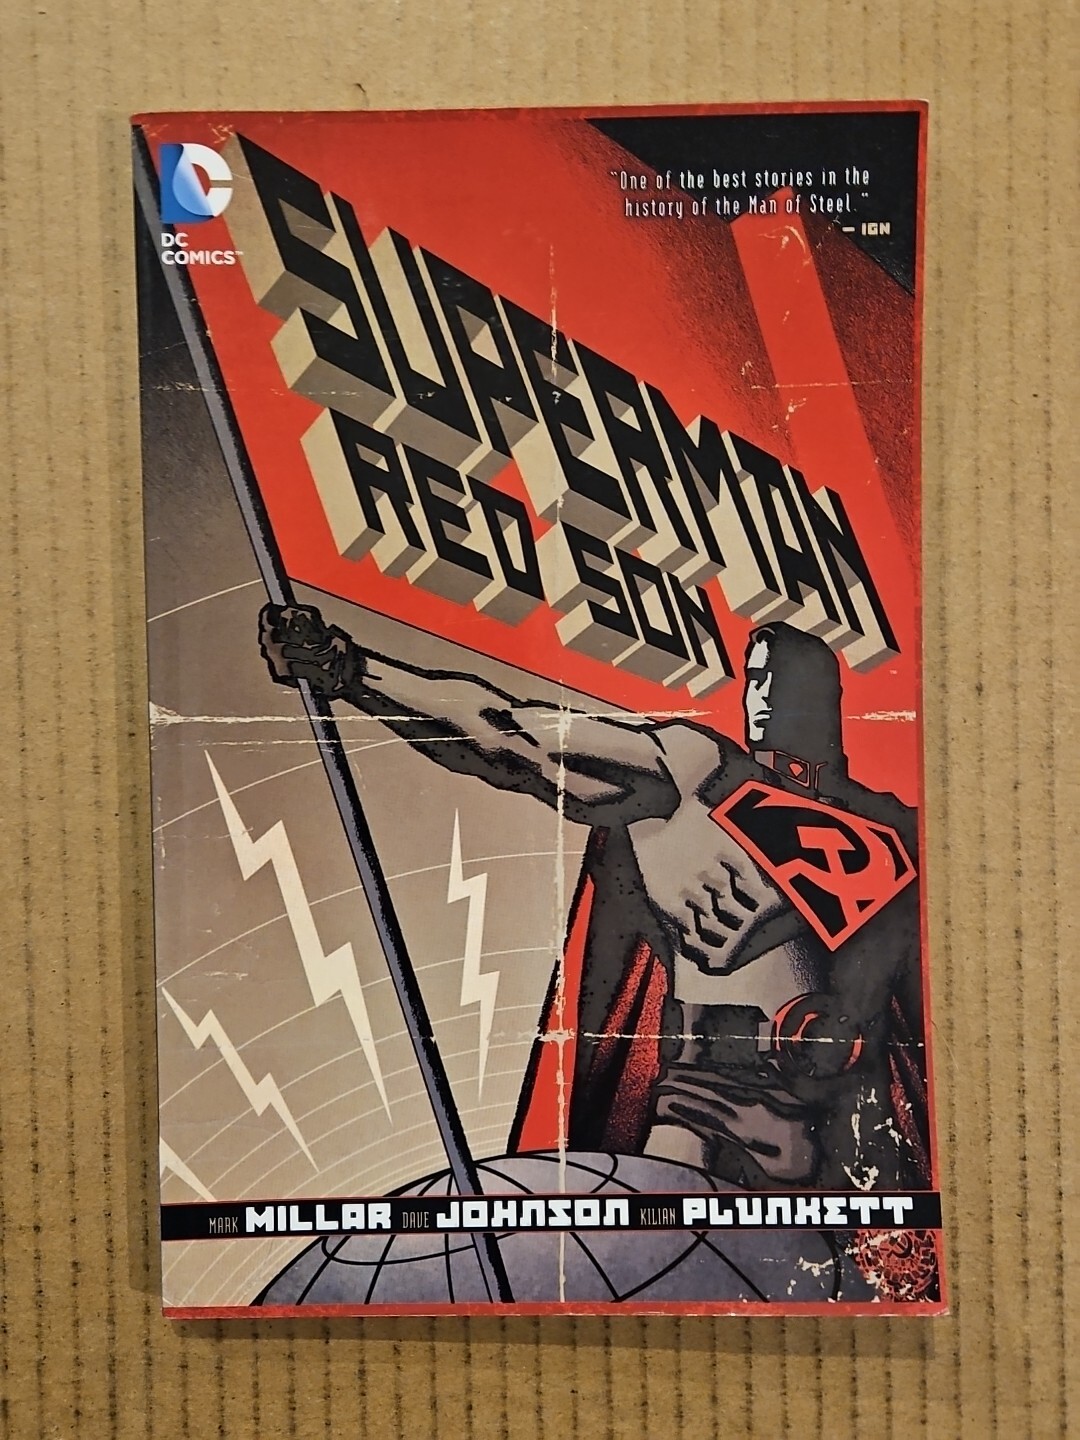 DC
COMICS™
"One of the best stories in the
history of the Man of Steel."
— IGN
SUPERMAN
RED SON
MARK MILLAR DAVE JOHNSON KILIAN PLUNKETT